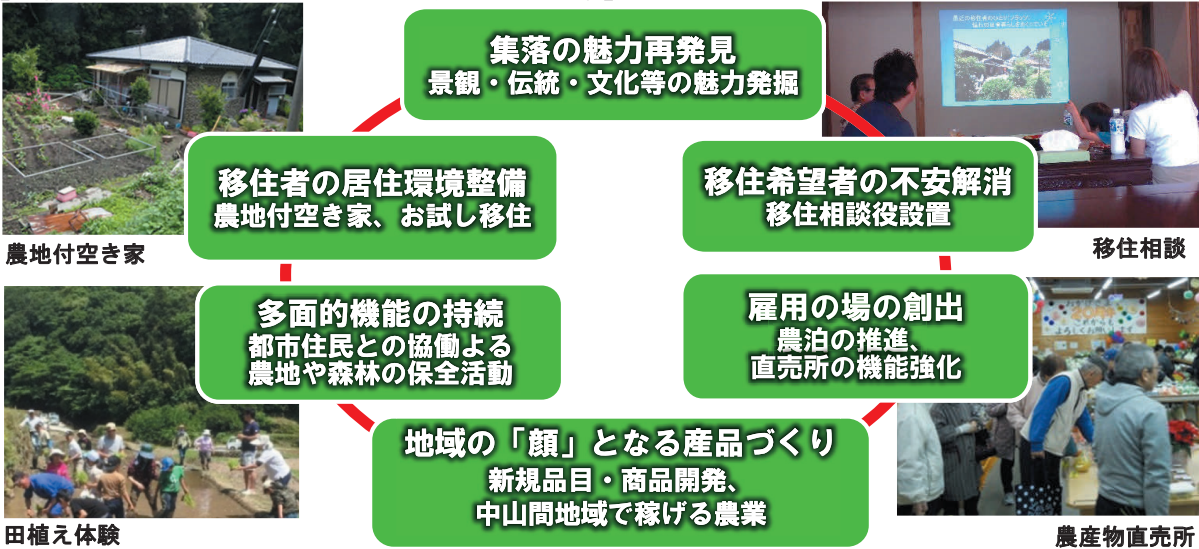 集落の魅力再発見
景観・伝統・文化等の魅力発掘
移住者の居住環境整備
農地付空き家、お試し移住
移住希望者の不安解消
移住相談役設置
農地付空き家
移住相談
多面的機能の持続
都市住民との協働よる
農地や森林の保全活動
雇用の場の創出
農泊の推進、
直売所の機能強化
地域の「顔」となる産品づくり
新規品目・商品開発、
中山間地域で稼げる農業
田植え体験
農産物直売所